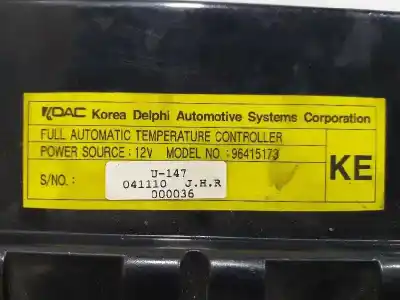 KDAC Korea Delphi Automotive Systems Corporation
FULL AUTOMATIC TEMPERATURE CONTROLLER
POWER SOURCE : 12V MODEL NO : 96415173
KE
S/NO. :
U-147
041110 J.H.R
000036